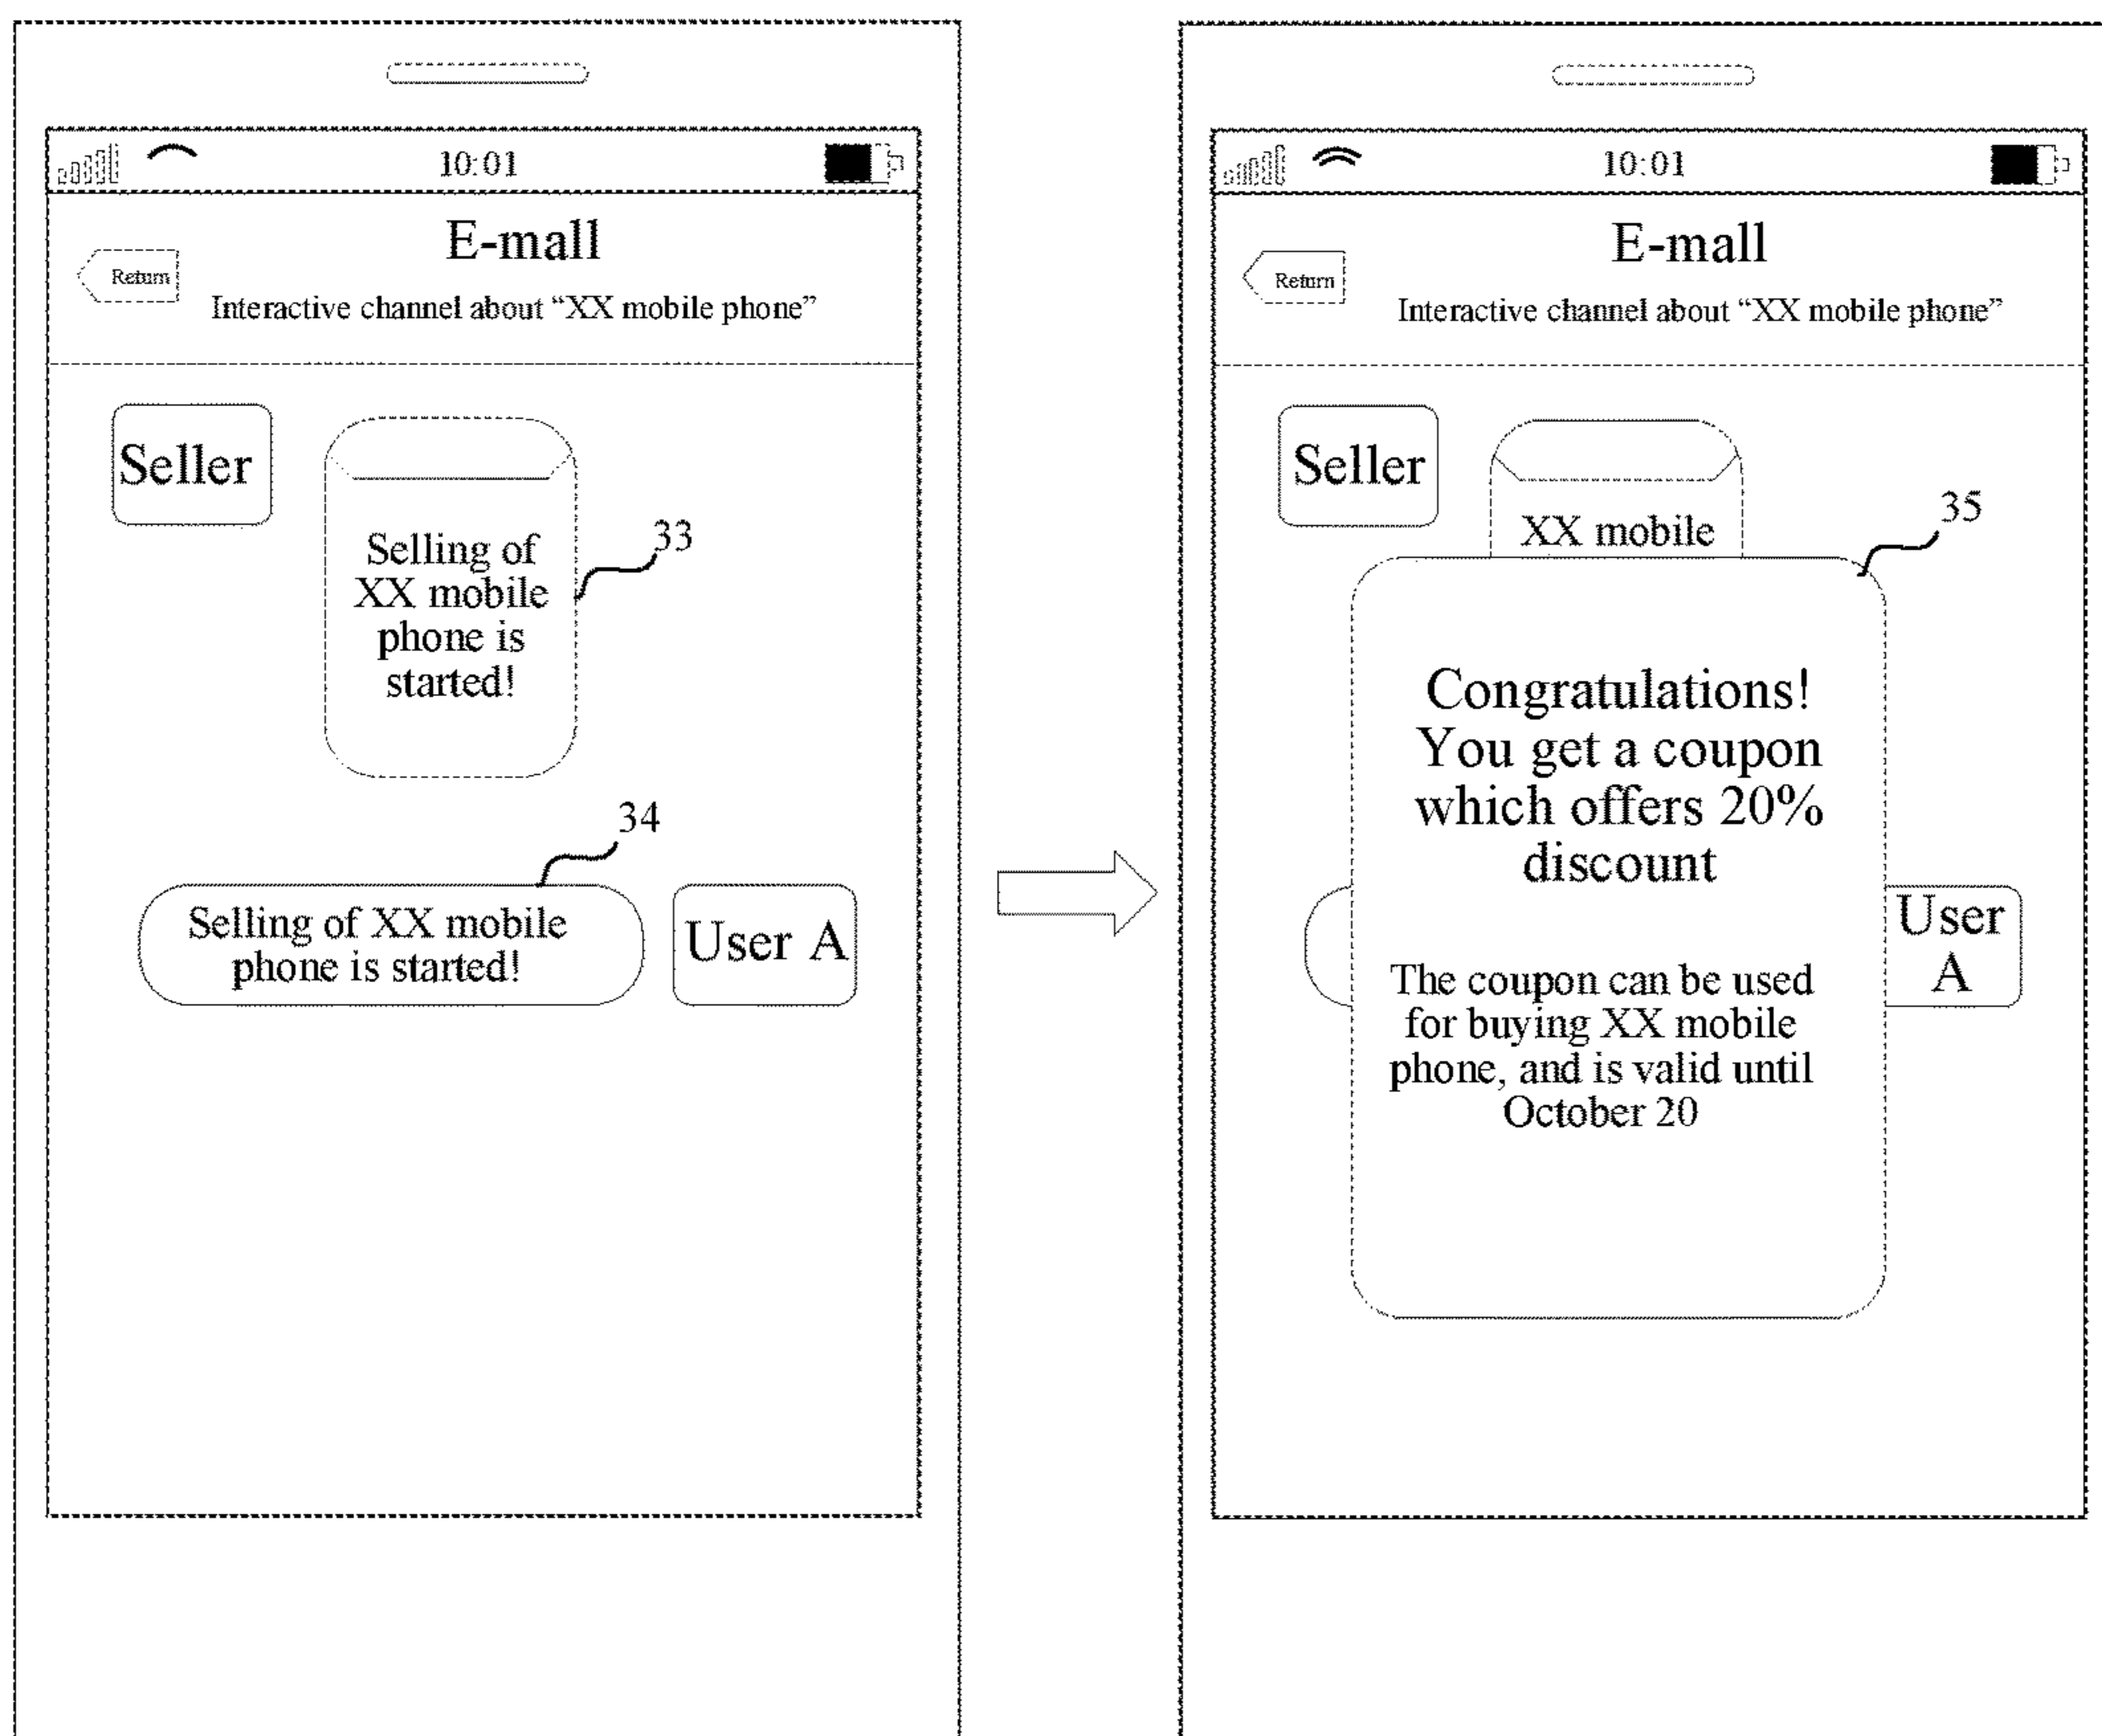 10:01
E-mall
Return
Interactive channel about “XX mobile phone”
Seller
Selling of
XX mobile
phone is
started!
33
34
Selling of XX mobile
phone is started!
User A
10:01
E-mall
Return
Interactive channel about “XX mobile phone”
Seller
XX mobile
35
Congratulations!
You get a coupon
which offers 20%
discount
User
A
The coupon can be used
for buying XX mobile
phone, and is valid until
October 20